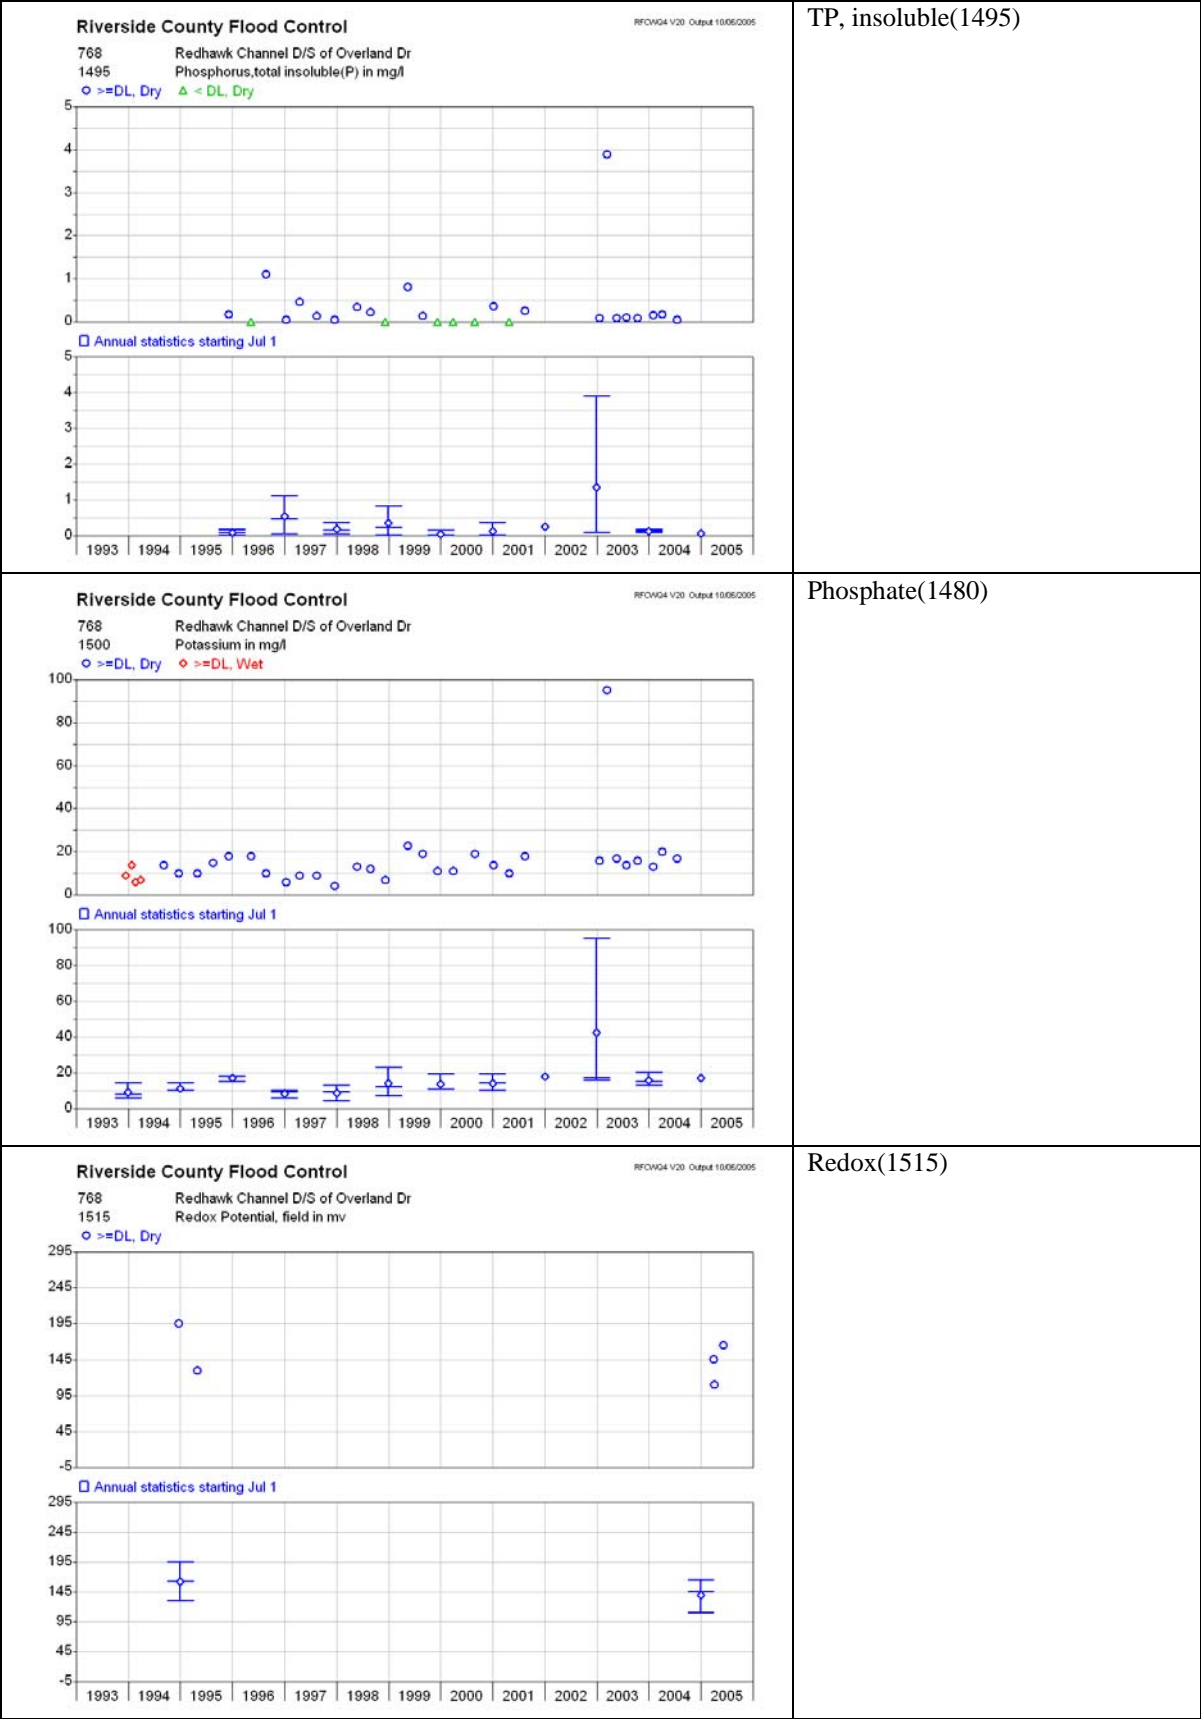 Riverside County Flood Control
RFCWQ4 V20 Output 10/06/2005
768 Redhawk Channel D/S of Overland Dr
1495 Phosphorus,total insoluble(P) in mg/l
>=DL, Dry < DL, Dry
5
4
3
2
1
0
Annual statistics starting Jul 1
5
4
3
2
1
0
1993 1994 1995 1996 1997 1998 1999 2000 2001 2002 2003 2004 2005
TP, insoluble(1495)
Riverside County Flood Control
RFCWQ4 V20 Output 10/06/2005
768 Redhawk Channel D/S of Overland Dr
1500 Potassium in mg/l
>=DL, Dry >=DL, Wet
100
80
60
40
20
0
Annual statistics starting Jul 1
100
80
60
40
20
0
1993 1994 1995 1996 1997 1998 1999 2000 2001 2002 2003 2004 2005
Phosphate(1480)
Riverside County Flood Control
RFCWQ4 V20 Output 10/06/2005
768 Redhawk Channel D/S of Overland Dr
1515 Redox Potential, field in mv
>=DL, Dry
295
245
195
145
95
45
-5
Annual statistics starting Jul 1
295
245
195
145
95
45
-5
1993 1994 1995 1996 1997 1998 1999 2000 2001 2002 2003 2004 2005
Redox(1515)